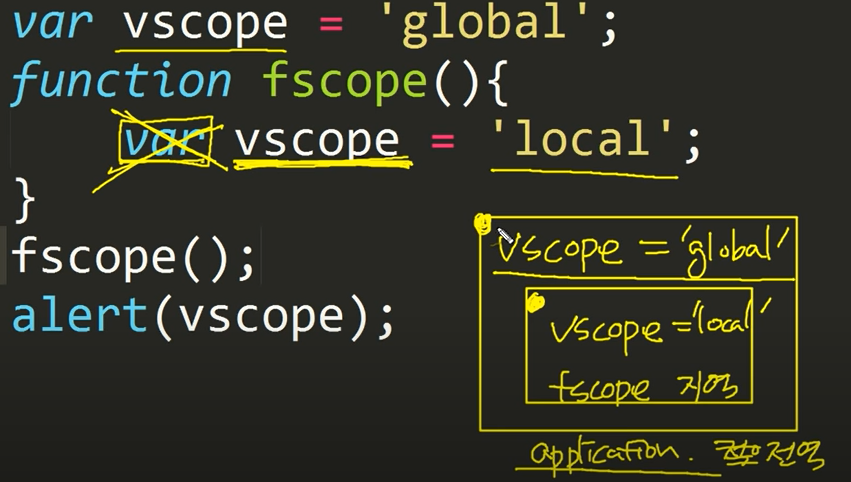 var vscope = 'global';
function fscope(){
var vscope = 'local';
}
fscope();
alert(vscope);
vscope = 'global'
vscope = 'local'
fscope 지역
application. 전역